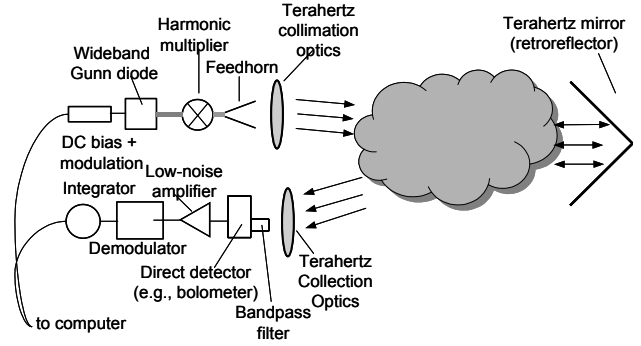 Harmonic
multiplier
Terahertz
collimation
optics
Terahertz mirror
(retroreflector)
Wideband
Gunn diode
Feedhorn
DC bias +
modulation
Low-noise
amplifier
Integrator
Demodulator
Direct detector
(e.g., bolometer)
Bandpass
filter
Terahertz
Collection
Optics
to computer